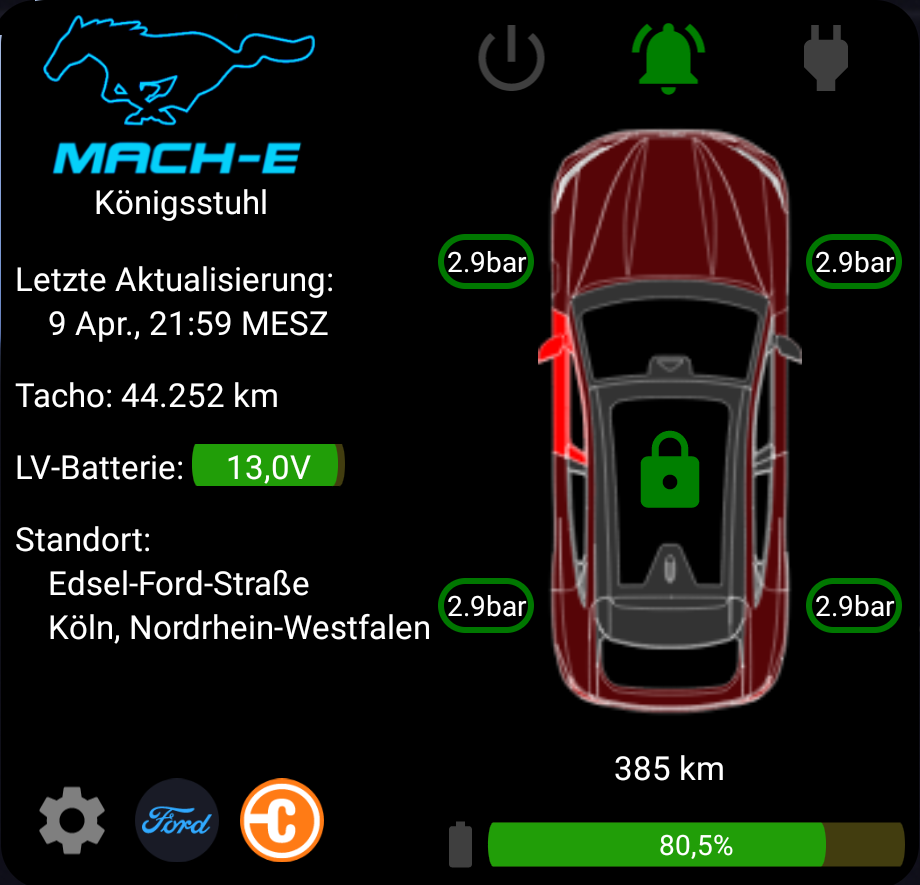 MACH-E
Königsstuhl
Letzte Aktualisierung:
9 Apr., 21:59 MESZ
Tacho: 44.252 km
LV-Batterie: 13,0V
Standort:
Edsel-Ford-Straße
Köln, Nordrhein-Westfalen
2.9bar
2.9bar
2.9bar
2.9bar
385 km
Ford
C
80,5%